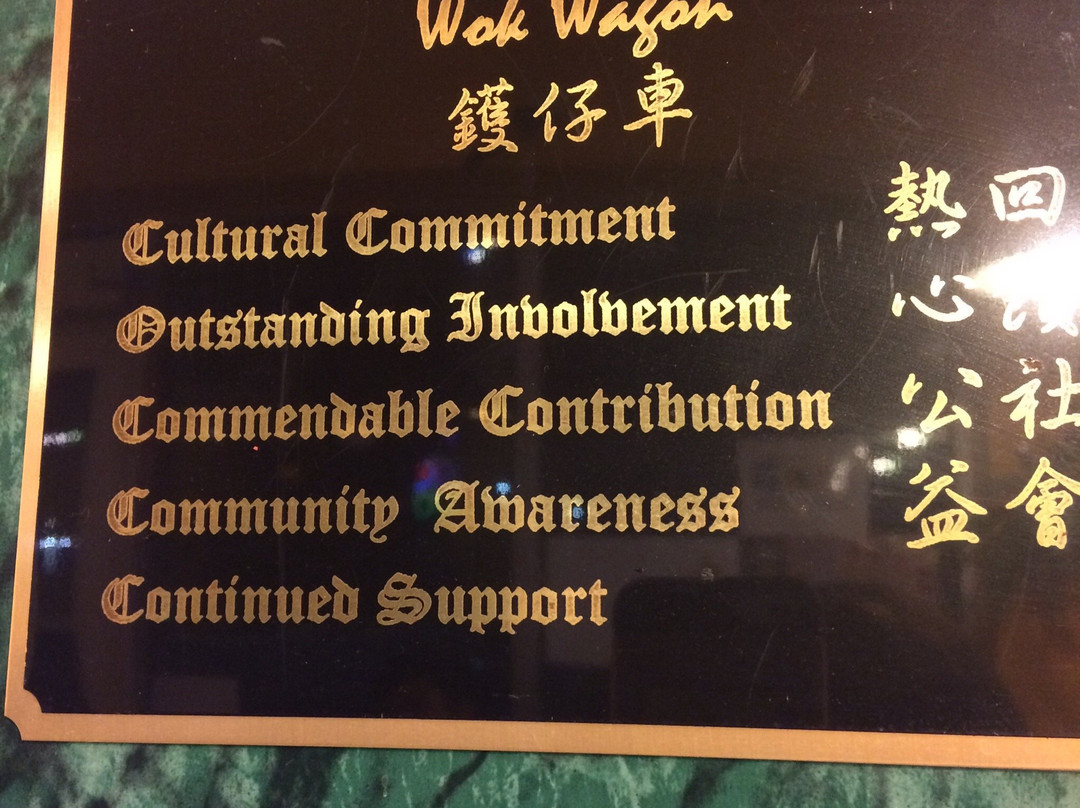 Wok Wagon
鑊仔車
Cultural Commitment
Outstanding Involvement
Commendable Contribution
Community Awareness
Continued Support
回社會
熱心公益